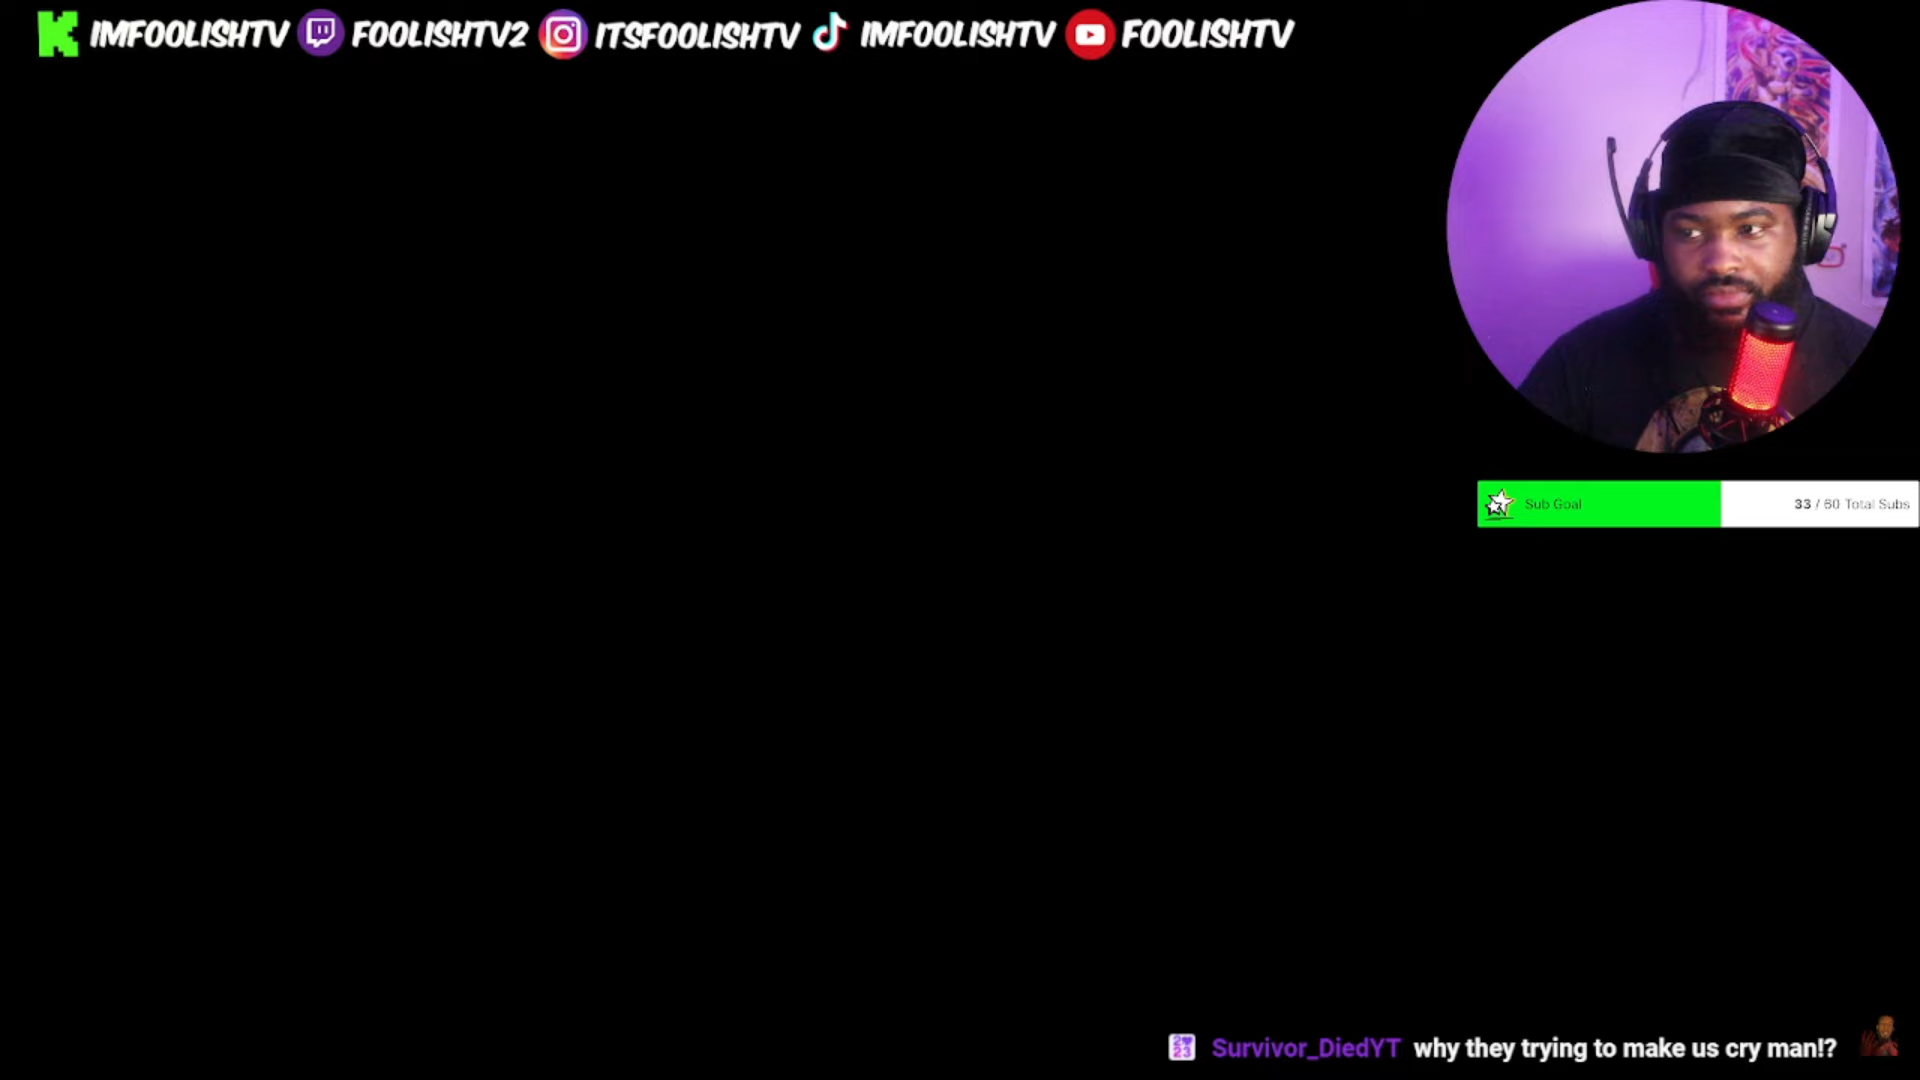 IMFOOLISHTV FOOLISHTV2 ITSFOOLISHTV IMFOOLISHTV FOOLISHTV
Sub Goal 33 / 60 Total Subs
Survivor_DiedYT why they trying to make us cry man!?